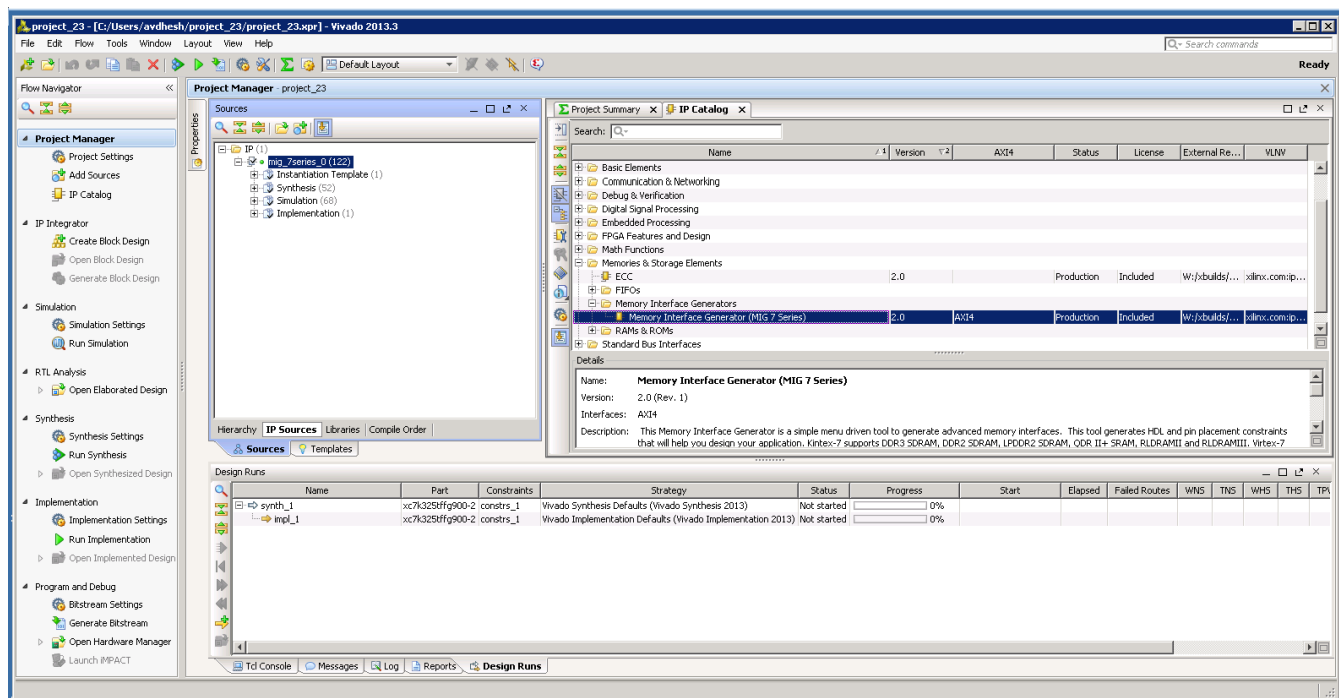 project_23 - [C:/Users/avdhesh/project_23/project_23.xpr] - Vivado 2013.3
File Edit Flow Tools Window Layout View Help
Q- Search commands
Default Layout
Ready
Flow Navigator
Project Manager - project_23
Project Manager
Project Settings
Add Sources
IP Catalog
IP Integrator
Create Block Design
Open Block Design
Generate Block Design
Simulation
Simulation Settings
Run Simulation
RTL Analysis
Open Elaborated Design
Synthesis
Synthesis Settings
Run Synthesis
Open Synthesized Design
Implementation
Implementation Settings
Run Implementation
Open Implemented Design
Program and Debug
Bitstream Settings
Generate Bitstream
Open Hardware Manager
Launch iMPACT
Properties
Sources
IP (1)
mig_7series_0 (122)
Instantiation Template (1)
Synthesis (52)
Simulation (68)
Implementation (1)
Hierarchy IP Sources Libraries Compile Order
Sources Templates
Project Summary IP Catalog
Search:
Name 1 Version 2 AXI4 Status License External Re... VLNV
Basic Elements
Communication & Networking
Debug & Verification
Digital Signal Processing
Embedded Processing
FPGA Features and Design
Math Functions
Memories & Storage Elements
ECC 2.0 Production Included W:/xbuilds/... xilinx.com:ip...
FIFOs
Memory Interface Generators
Memory Interface Generator (MIG 7 Series) 2.0 AXI4 Production Included W:/xbuilds/... xilinx.com:ip...
RAMs & ROMs
Standard Bus Interfaces
Details
Name: Memory Interface Generator (MIG 7 Series)
Version: 2.0 (Rev. 1)
Interfaces: AXI4
Description: This Memory Interface Generator is a simple menu driven tool to generate advanced memory interfaces. This tool generates HDL and pin placement constraints
that will help you design your application. Kintex-7 supports DDR3 SDRAM, DDR2 SDRAM, LPDDR2 SDRAM, QDR II+ SRAM, RLDRAMII and RLDRAMIII. Virtex-7
Design Runs
Name Part Constraints Strategy Status Progress Start Elapsed Failed Routes WNS TNS WHS THS TPW
synth_1 xc7k325tffg900-2 constrs_1 Vivado Synthesis Defaults (Vivado Synthesis 2013) Not started 0%
impl_1 xc7k325tffg900-2 constrs_1 Vivado Implementation Defaults (Vivado Implementation 2013) Not started 0%
Tcl Console Messages Log Reports Design Runs